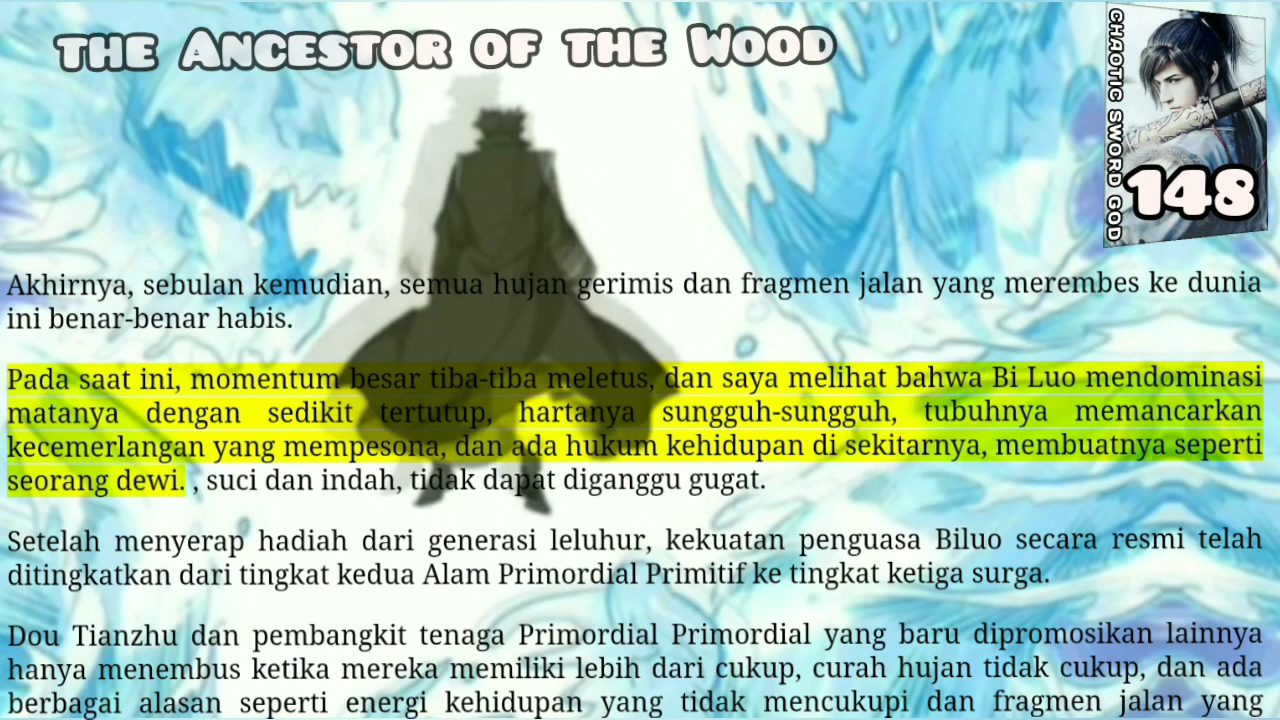 THE ANCESTOR OF THE WOOD
CHAOTIC SWORD GOD
148
Akhirnya, sebulan kemudian, semua hujan gerimis dan fragmen jalan yang merembes ke dunia
ini benar-benar habis.
Pada saat ini, momentum besar tiba-tiba meletus, dan saya melihat bahwa Bi Luo mendominasi
matanya dengan sedikit tertutup, hartanya sungguh-sungguh, tubuhnya memancarkan
kecemerlangan yang mempesona, dan ada hukum kehidupan di sekitarnya, membuatnya seperti
seorang dewi. , suci dan indah, tidak dapat diganggu gugat.
Setelah menyerap hadiah dari generasi leluhur, kekuatan penguasa Biluo secara resmi telah
ditingkatkan dari tingkat kedua Alam Primordial Primitif ke tingkat ketiga surga.
Dou Tianzhu dan pembangkit tenaga Primordial Primordial yang baru dipromosikan lainnya
hanya menembus ketika mereka memiliki lebih dari cukup, curah hujan tidak cukup, dan ada
berbagai alasan seperti energi kehidupan yang tidak mencukupi dan fragmen jalan yang